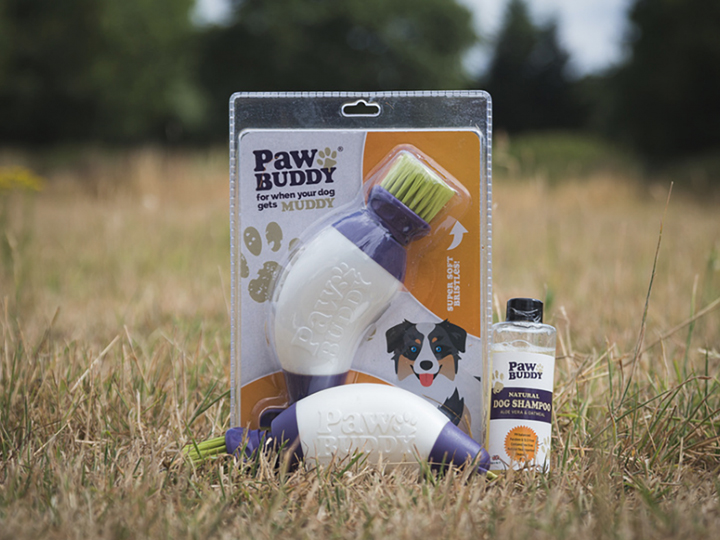 PAW
BUDDY®
for when your dog
gets MUDDY
SUPER SOFT
BRISTLES!
PAW
BUDDY
PAW
BUDDY
PAW
BUDDY
NATURAL
DOG SHAMPOO
ALOE VERA & OATMEAL